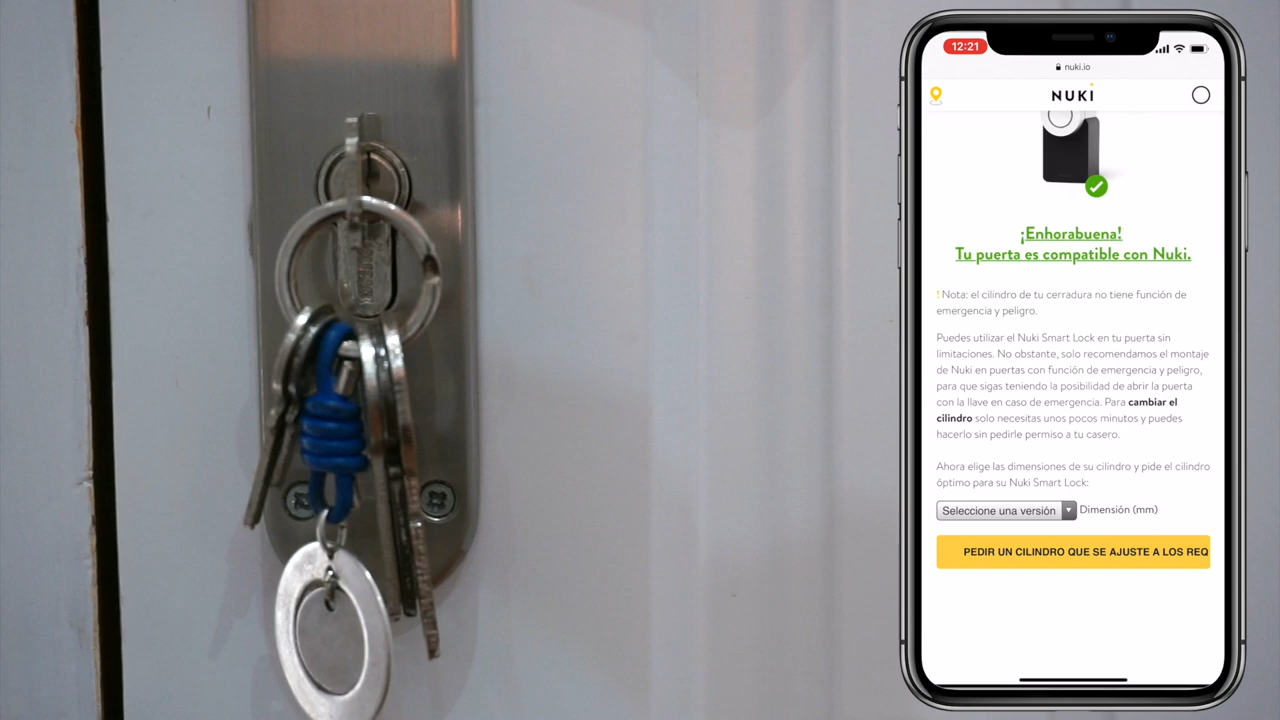 12:21
nuki.io
NUKI
¡Enhorabuena!
Tu puerta es compatible con Nuki.
! Nota: el cilindro de tu cerradura no tiene función de
emergencia y peligro.
Puedes utilizar el Nuki Smart Lock en tu puerta sin
limitaciones. No obstante, solo recomendamos el montaje
de Nuki en puertas con función de emergencia y peligro,
para que sigas teniendo la posibilidad de abrir la puerta
con la llave en caso de emergencia. Para cambiar el
cilindro solo necesitas unos pocos minutos y puedes
hacerlo sin pedirle permiso a tu casero.
Ahora elige las dimensiones de su cilindro y pide el cilindro
óptimo para su Nuki Smart Lock:
Seleccione una versión Dimensión (mm)
PEDIR UN CILINDRO QUE SE AJUSTE A LOS REQ